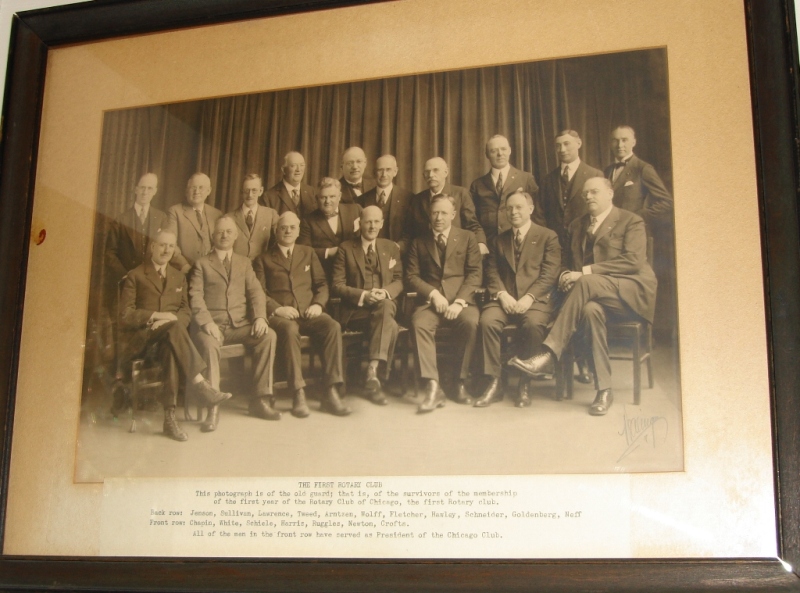 THE FIRST ROTARY CLUB
This photograph is of the old guard; that is, of the survivors of the membership
of the first year of the Rotary Club of Chicago, the first Rotary club.
Back row: Jenson, Sullivan, Lawrence, Tweed, Arntzen, Wolff, Fletcher, Haxley, Schneider, Goldenberg, Neff
Front row: Chapin, White, Schiele, Harris, Ruggles, Newton, Crofts.
All of the men in the front row have served as President of the Chicago Club.